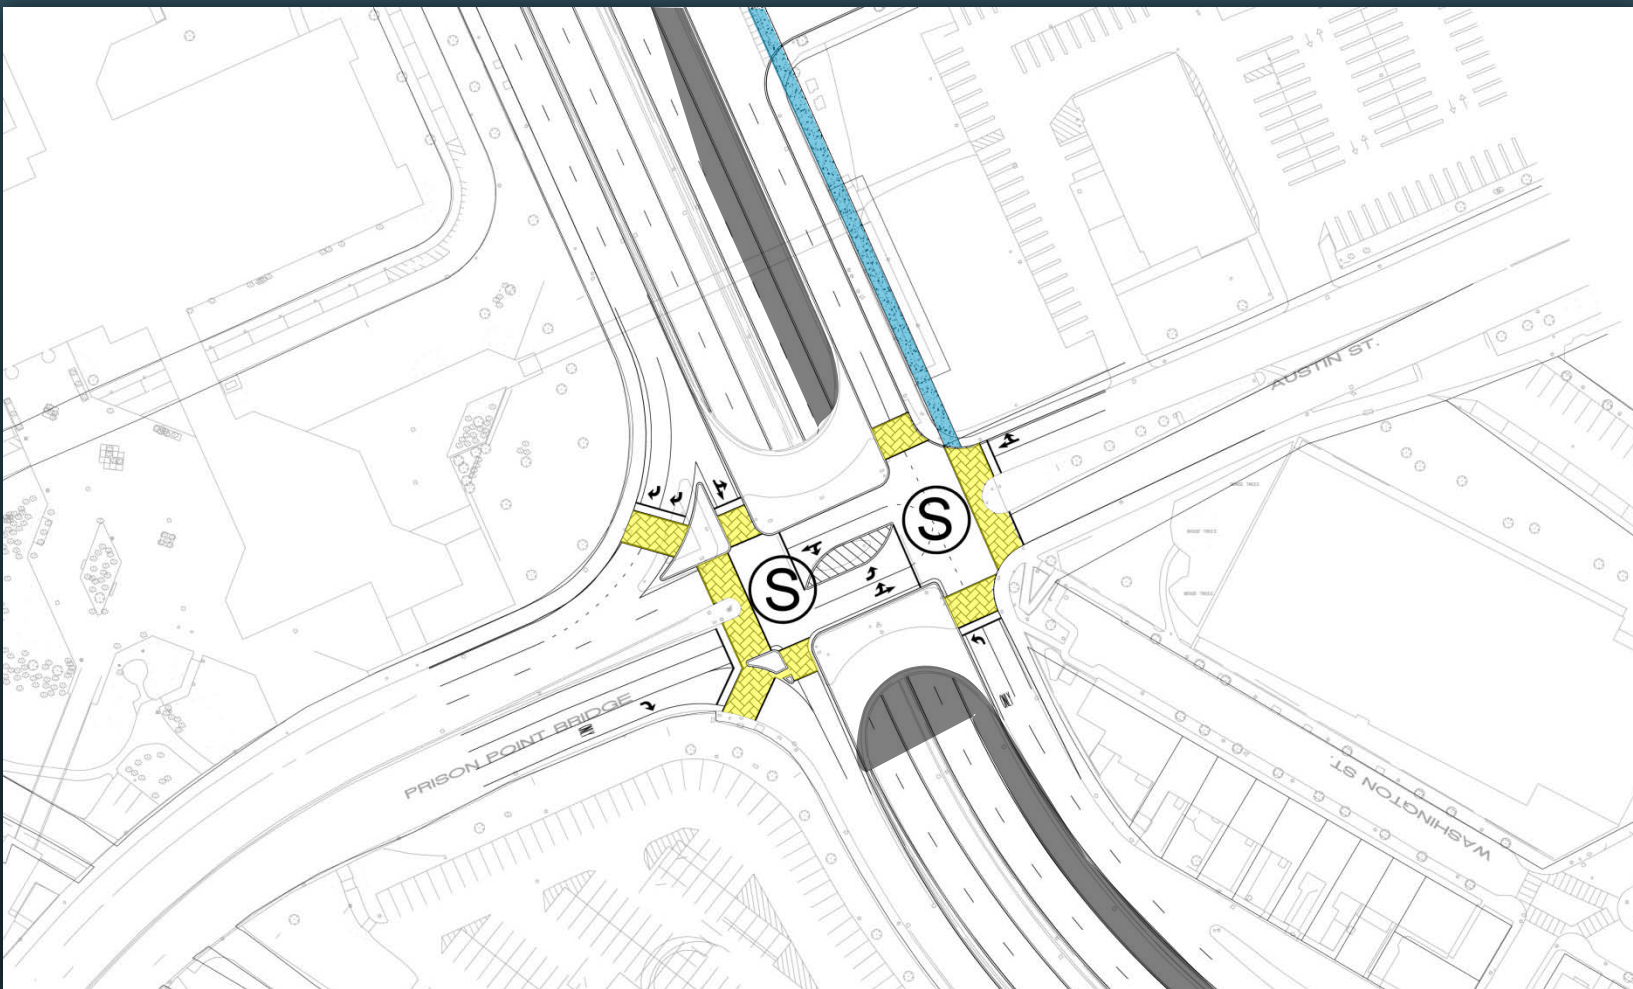 AUSTIN ST.
S
S
PRISON POINT BRIDGE
WASHINGTON ST.